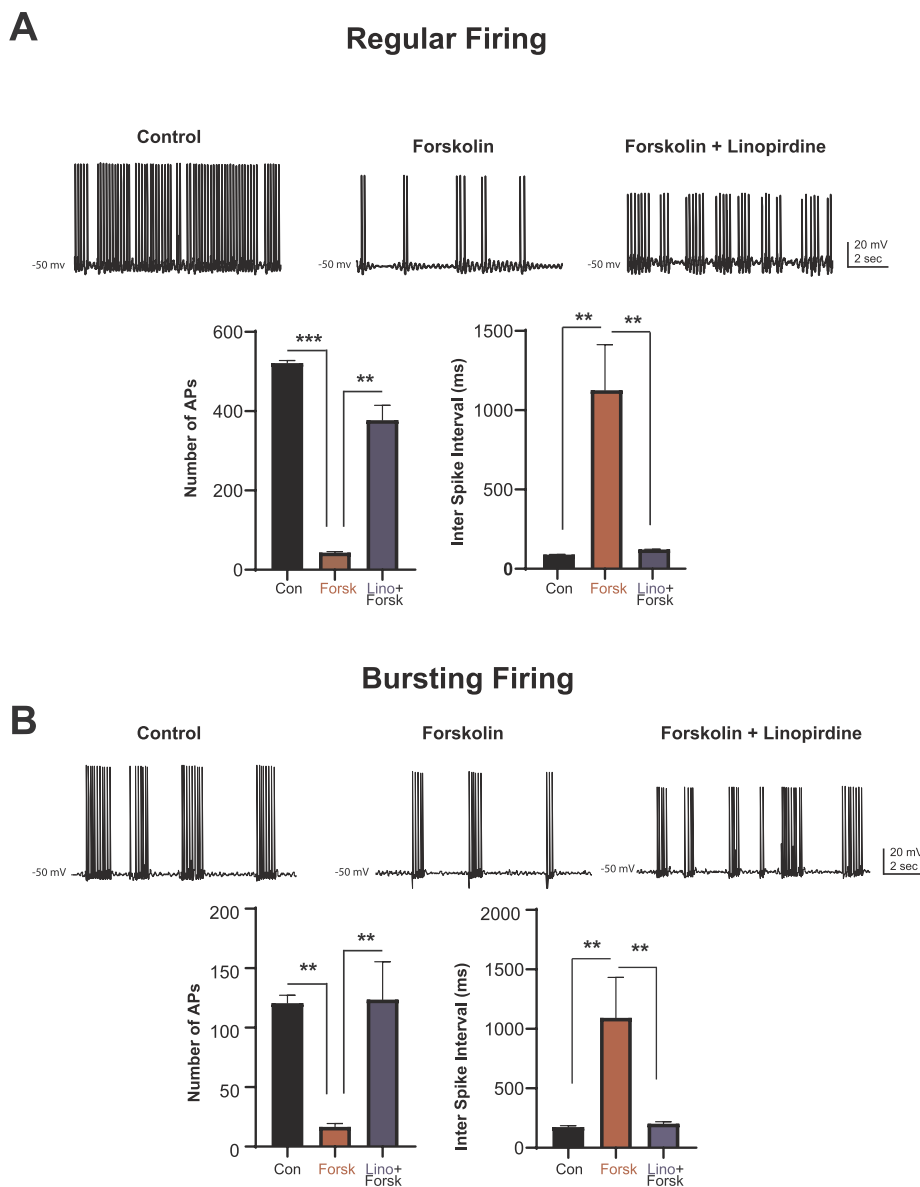 A
Regular Firing
Control
Forskolin
Forskolin + Linopirdine
-50 mv
-50 mv
-50 mv
20 mV
2 sec
Number of APs
600
400
200
0
***
**
Con
Forsk
Lino+
Forsk
Inter Spike Interval (ms)
1500
1000
500
0
**
**
Con
Forsk
Lino+
Forsk
Bursting Firing
B
Control
Forskolin
Forskolin + Linopirdine
-50 mV
-50 mV
-50 mV
20 mV
2 sec
Number of APs
200
150
100
50
0
**
**
Con
Forsk
Lino+
Forsk
Inter Spike Interval (ms)
2000
1500
1000
500
0
**
**
Con
Forsk
Lino+
Forsk